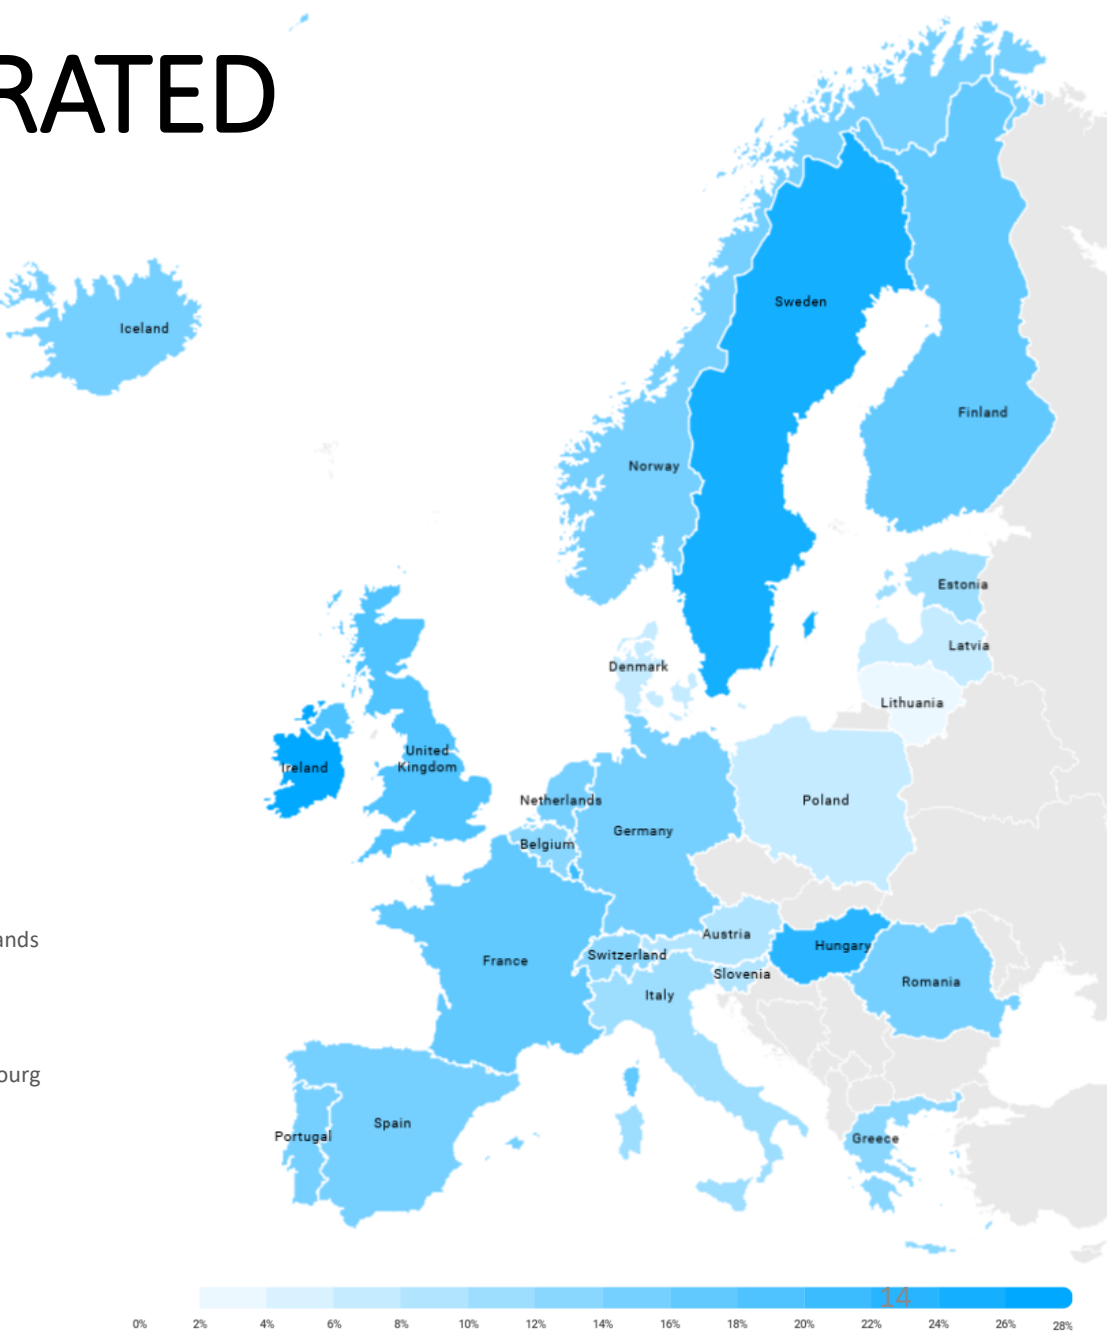 RATED
Iceland
Sweden
Finland
Norway
Estonia
Latvia
Denmark
Lithuania
United
Kingdom
Ireland
Netherlands
Poland
Germany
Belgium
ands
Austria
Hungary
Switzerland
France
Slovenia
Romania
Italy
ourg
Spain
Portugal
Greece
14
0% 2% 4% 6% 8% 10% 12% 14% 16% 18% 20% 22% 24% 26% 28%